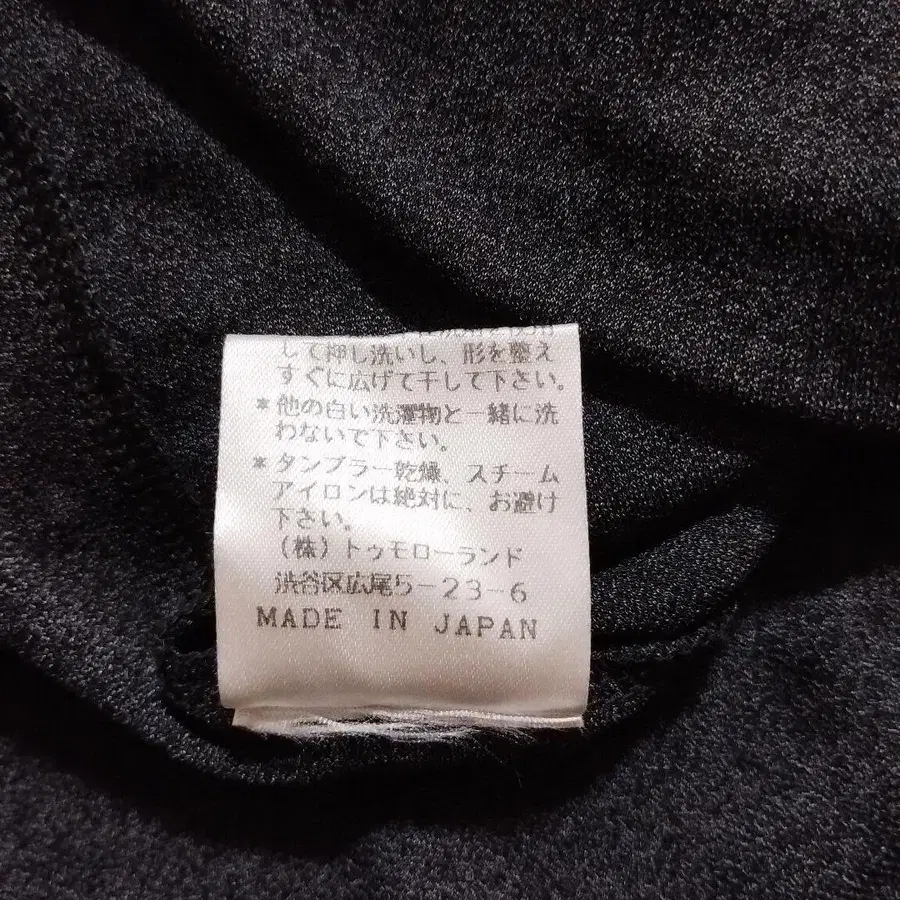 して押し洗いし、形を整え
すぐに広げて干して下さい。
*他の白い洗濯物と一緒に洗
わないで下さい。
*タンブラー乾燥、スチーム
アイロンは絶対に、お避け
下さい。
(株)トゥモローランド
渋谷区広尾5-23-6
MADE IN JAPAN